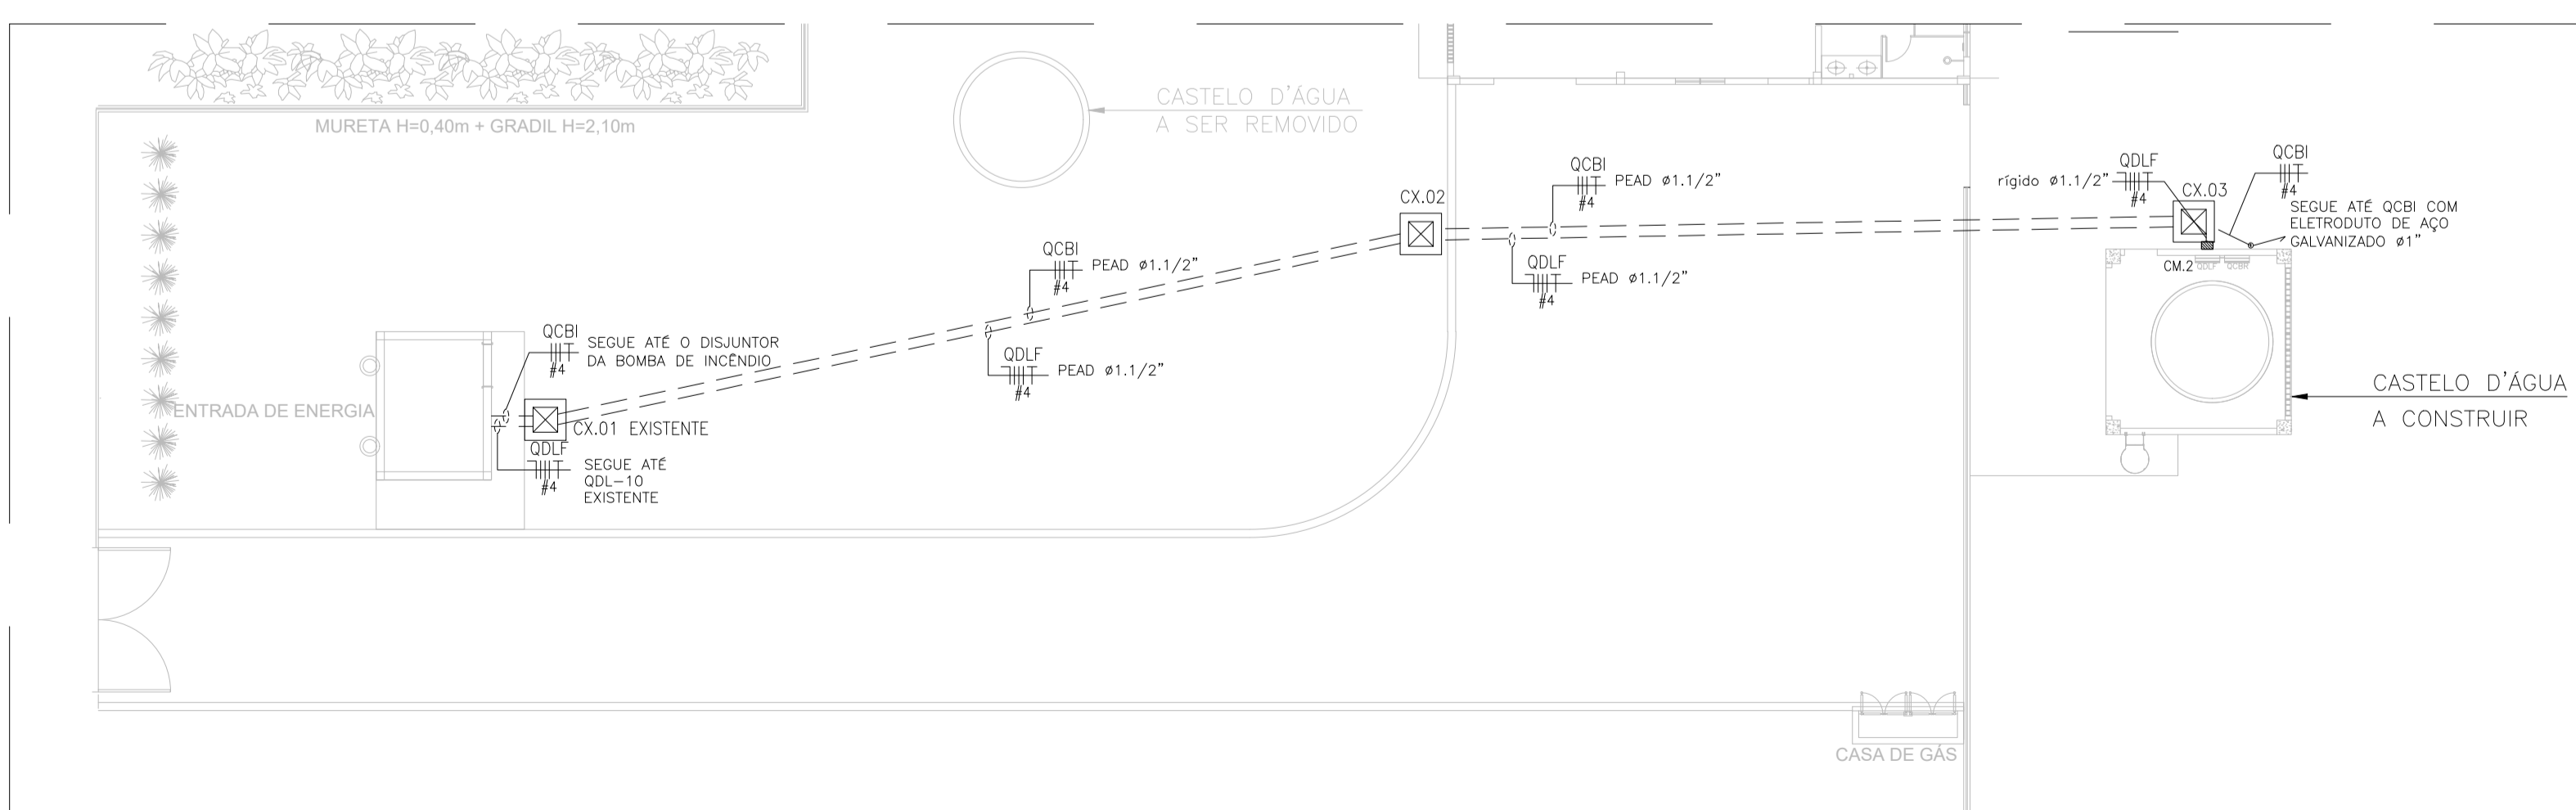 MURETA H=0,40m + GRADIL H=2,10m
CASTELO D'ÁGUA
A SER REMOVIDO
QCBI
#4
PEAD ø1.1/2"
CX.02
QDLF
#4
PEAD ø1.1/2"
rígido ø1.1/2"
QDLF
#4
CX.03
QCBI
#4
SEGUE ATÉ QCBI COM
ELETRODUTO DE AÇO
GALVANIZADO ø1"
CM.2
QDLF
QCBR
QCBI
#4
PEAD ø1.1/2"
QDLF
#4
PEAD ø1.1/2"
QCBI
#4
SEGUE ATÉ O DISJUNTOR
DA BOMBA DE INCÊNDIO
ENTRADA DE ENERGIA
CX.01 EXISTENTE
QDLF
#4
SEGUE ATÉ
QDL-10
EXISTENTE
CASTELO D'ÁGUA
A CONSTRUIR
CASA DE GÁS